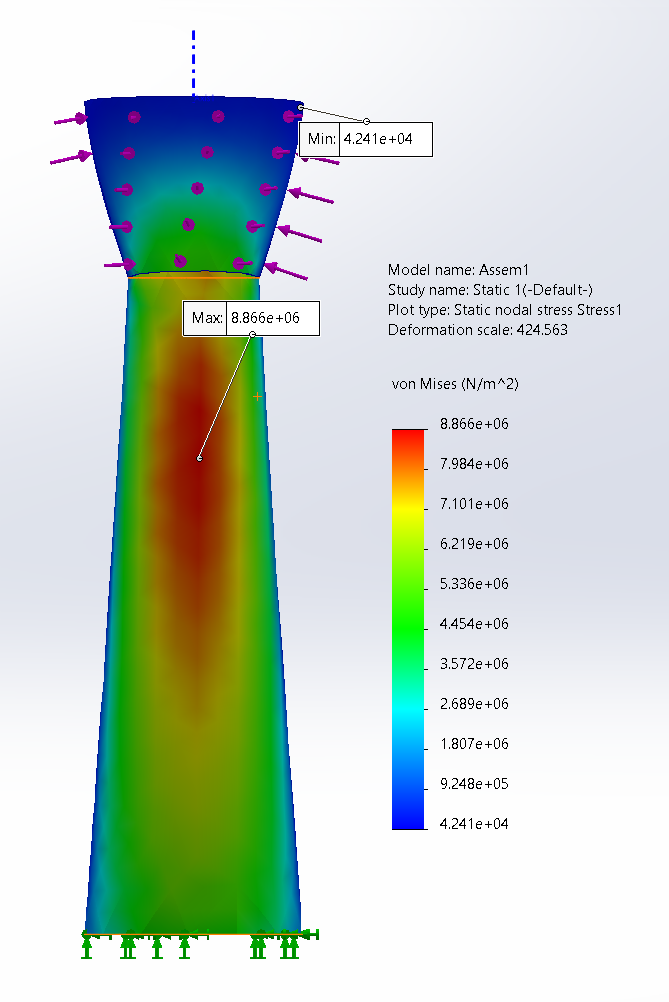 Min: 4.241e+04
Model name: Assem1
Study name: Static 1(-Default-)
Plot type: Static nodal stress Stress1
Deformation scale: 424.563
Max: 8.866e+06
von Mises (N/m^2)
8.866e+06
7.984e+06
7.101e+06
6.219e+06
5.336e+06
4.454e+06
3.572e+06
2.689e+06
1.807e+06
9.248e+05
4.241e+04